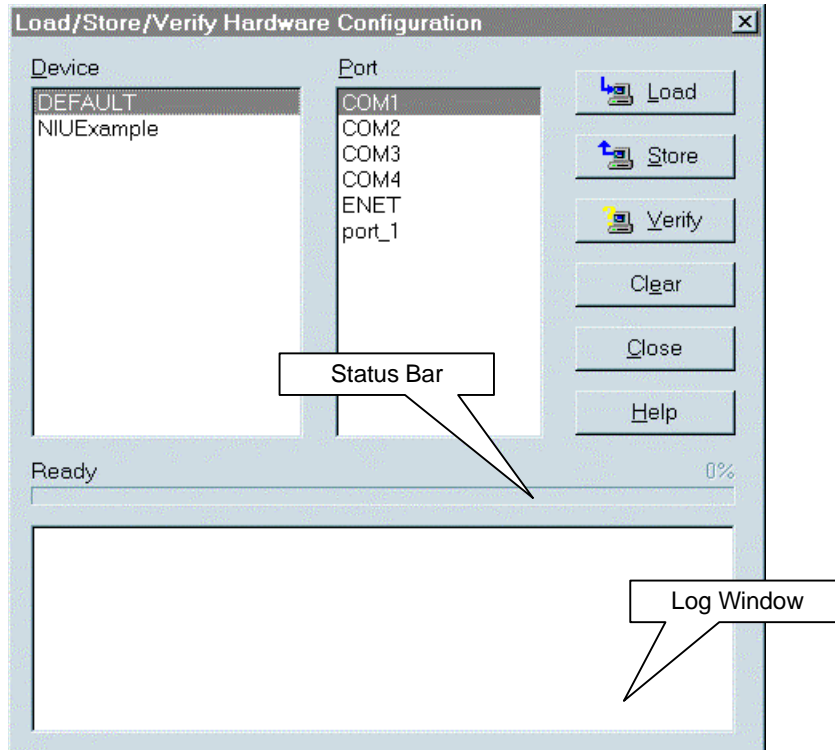 Load/Store/Verify Hardware Configuration
Device
DEFAULT
NIUExample
Port
COM1
COM2
COM3
COM4
ENET
port_1
Load
Store
Verify
Clear
Close
Help
Status Bar
Ready
0%
Log Window